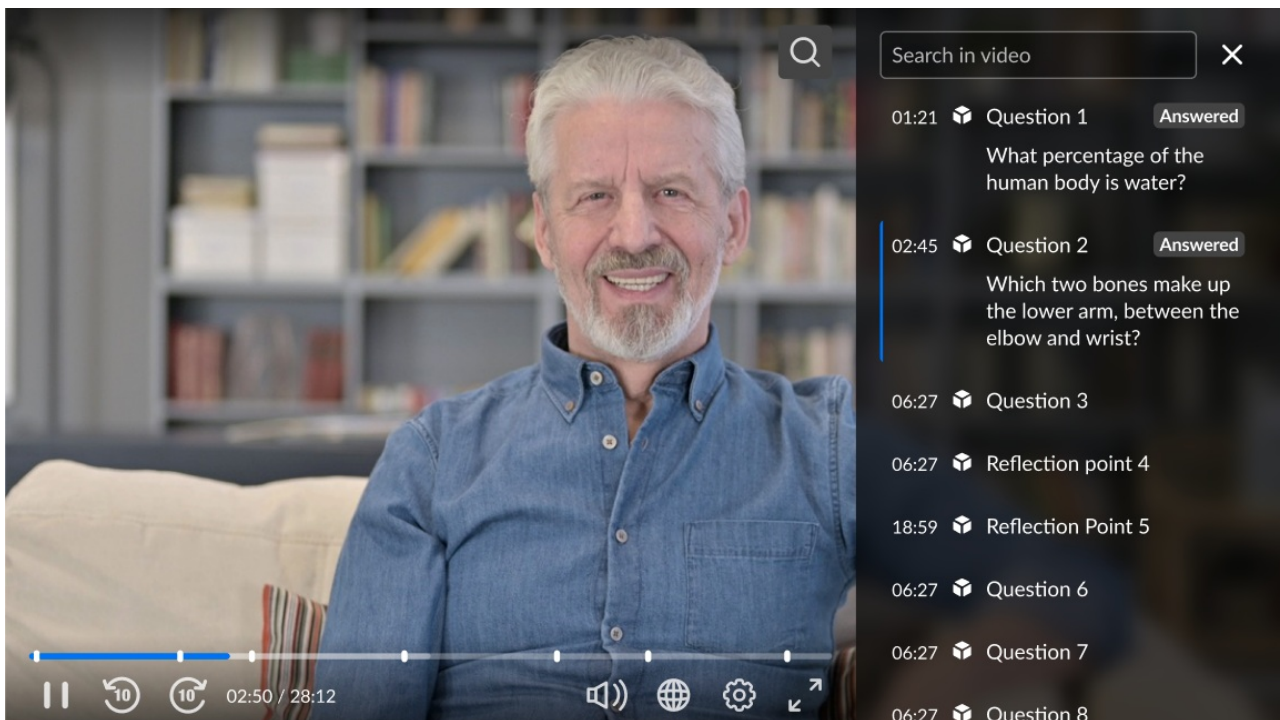 Search in video
01:21 Question 1 Answered
What percentage of the
human body is water?
02:45 Question 2 Answered
Which two bones make up
the lower arm, between the
elbow and wrist?
06:27 Question 3
06:27 Reflection point 4
18:59 Reflection Point 5
06:27 Question 6
06:27 Question 7
06:27 Question 8
10 10 02:50 / 28:12